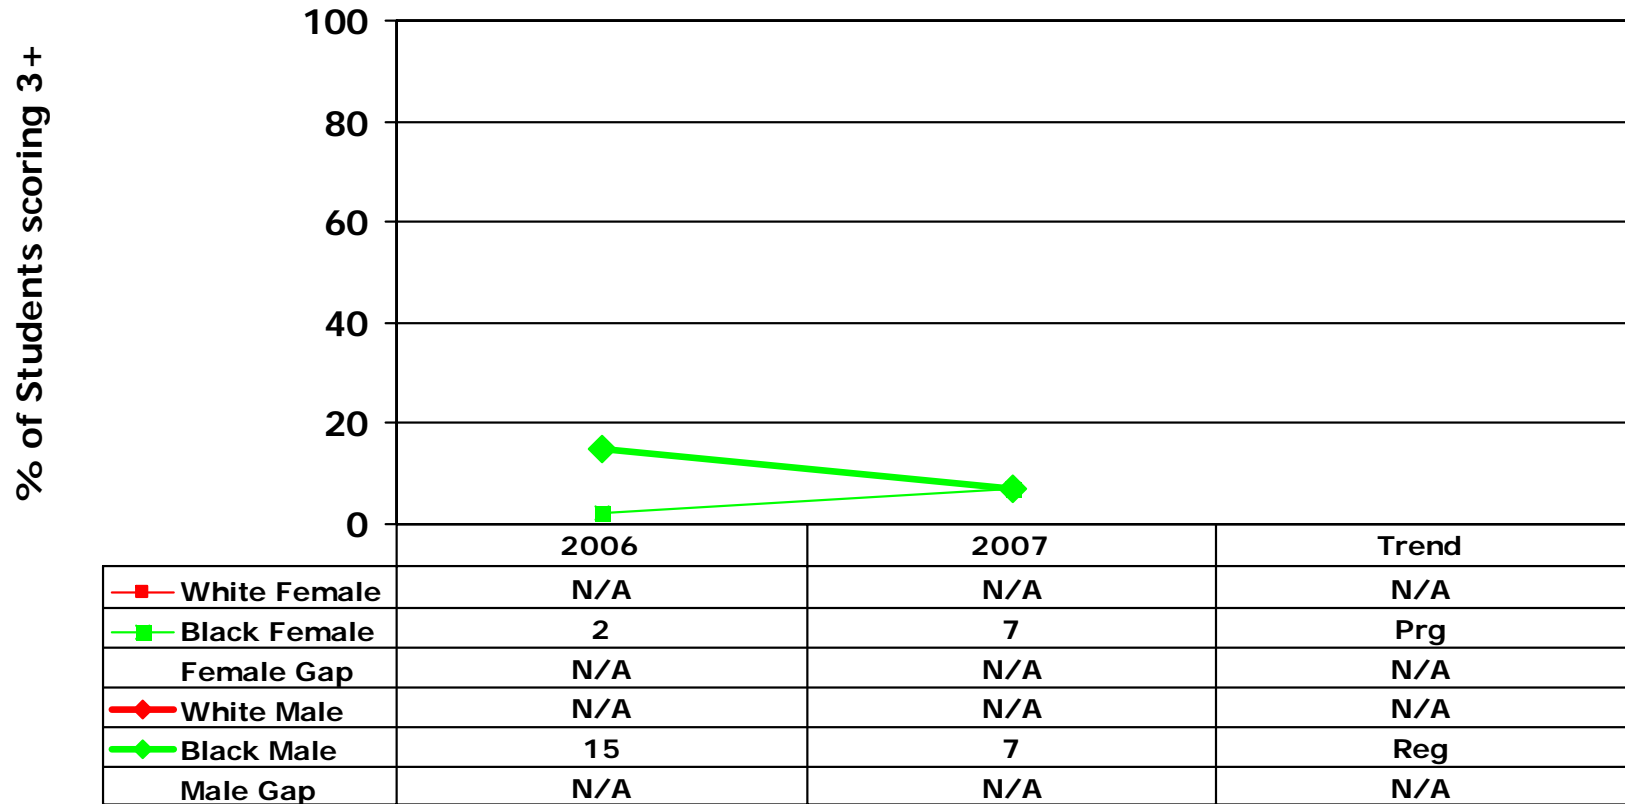 % of Students scoring 3+
100
80
60
40
20
0
2006 2007 Trend
White Female N/A N/A N/A
Black Female 2 7 Prg
Female Gap N/A N/A N/A
White Male N/A N/A N/A
Black Male 15 7 Reg
Male Gap N/A N/A N/A